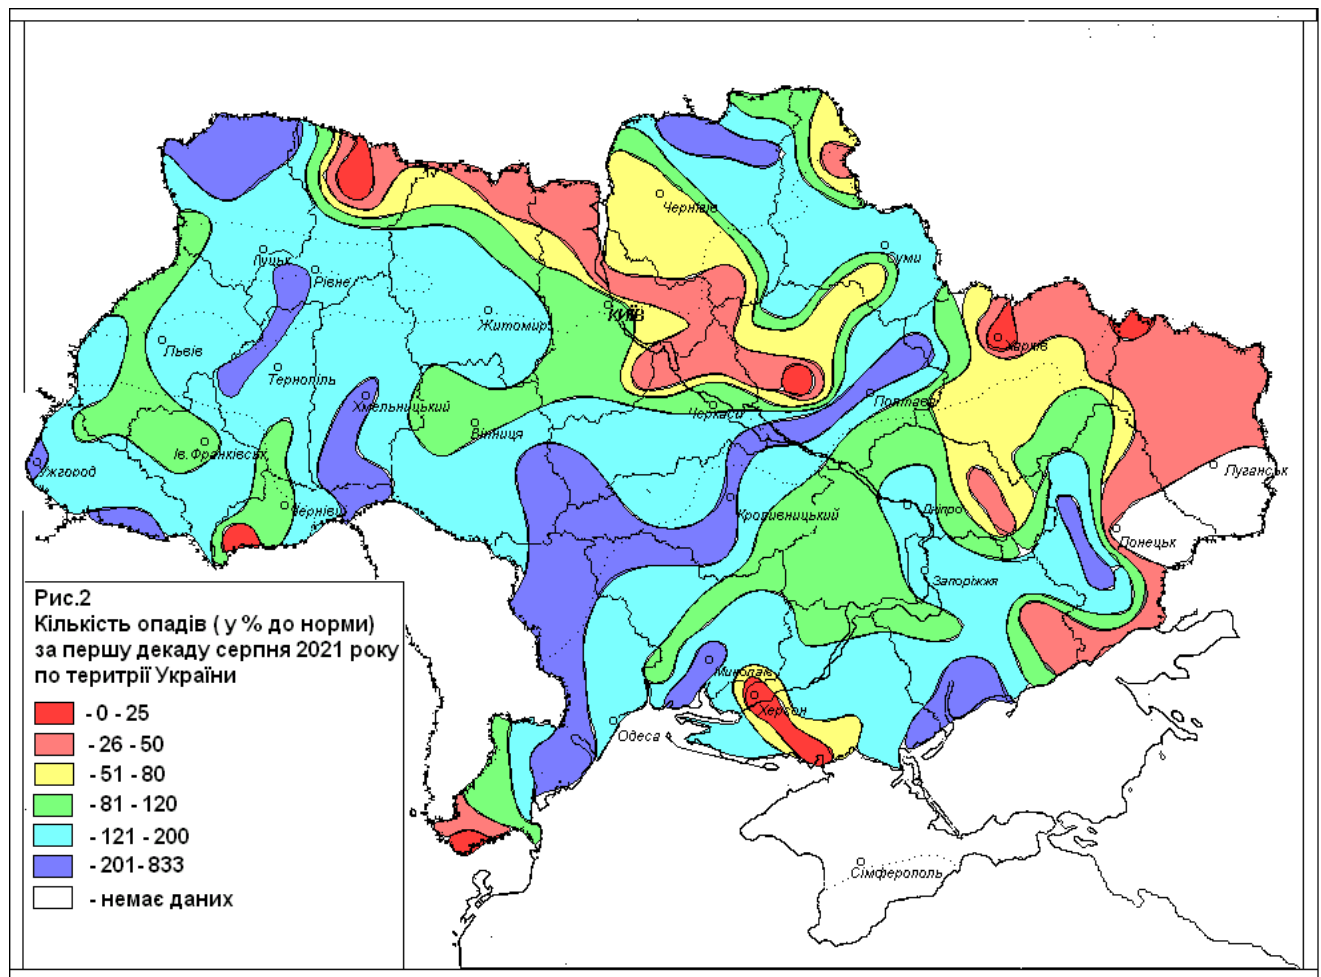 Чернігів
Суми
Луцьк
Рівне
Житомир
КИЇВ
Харків
Львів
Тернопіль
Хмельницький
Вінниця
Черкаси
Полтава
Ів.Франківськ
Ужгород
Луганськ
Чернівці
Кропивницький
Дніпро
Донецьк
Запоріжжя
Миколаїв
Херсон
Одеса
Сімферополь
Рис.2
Кількість опадів ( у % до норми)
за першу декаду серпня 2021 року
по теритрії України
- 0 - 25
- 26 - 50
- 51 - 80
- 81 - 120
- 121 - 200
- 201- 833
- немає даних